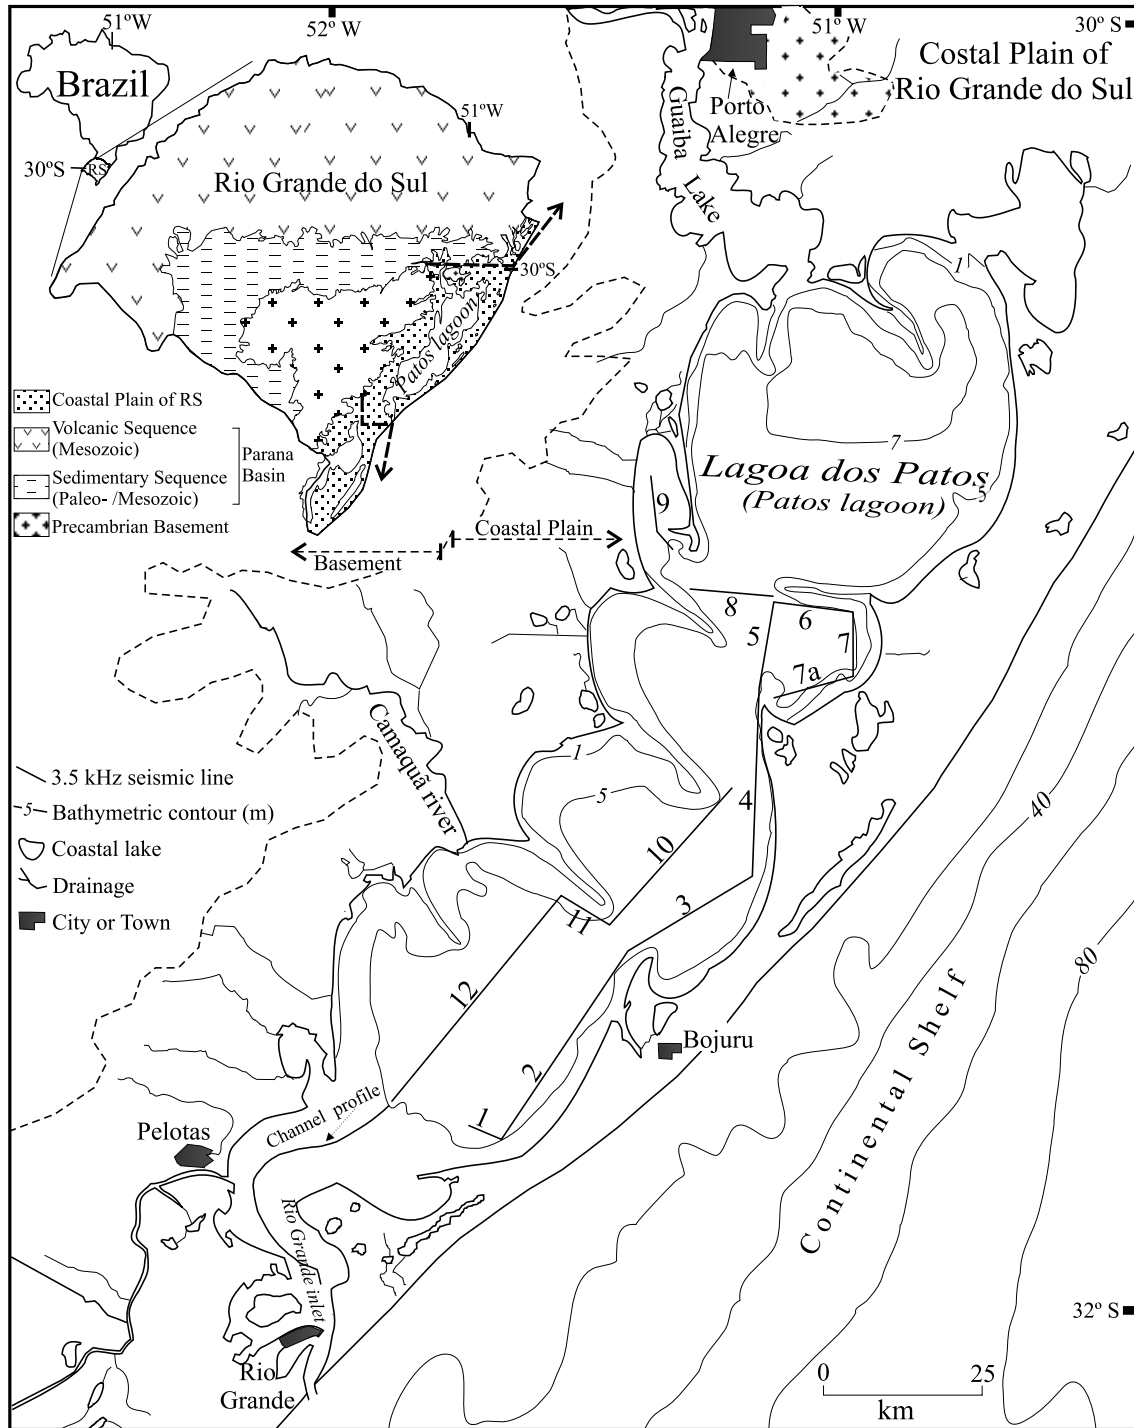 51ºW
52º W
51º W
30º S
Brazil
Costal Plain of
Rio Grande do Sul
Porto
Alegre
Guaiba
Lake
51ºW
30ºS
RS
Rio Grande do Sul
30ºS
Patos lagoon
1
7
5
Lagoa dos Patos
(Patos lagoon)
Coastal Plain of RS
Volcanic Sequence
(Mesozoic)
Sedimentary Sequence
(Paleo- /Mesozoic)
Parana
Basin
Precambrian Basement
Coastal Plain
Basement
9
8
6
5
7
7a
Camaquã river
1
5
4
10
3
11
12
2
1
3.5 kHz seismic line
5 Bathymetric contour (m)
Coastal lake
Drainage
City or Town
40
80
Continental Shelf
Bojuru
Channel profile
Pelotas
Rio Grande inlet
Rio
Grande
32º S
0 25
km